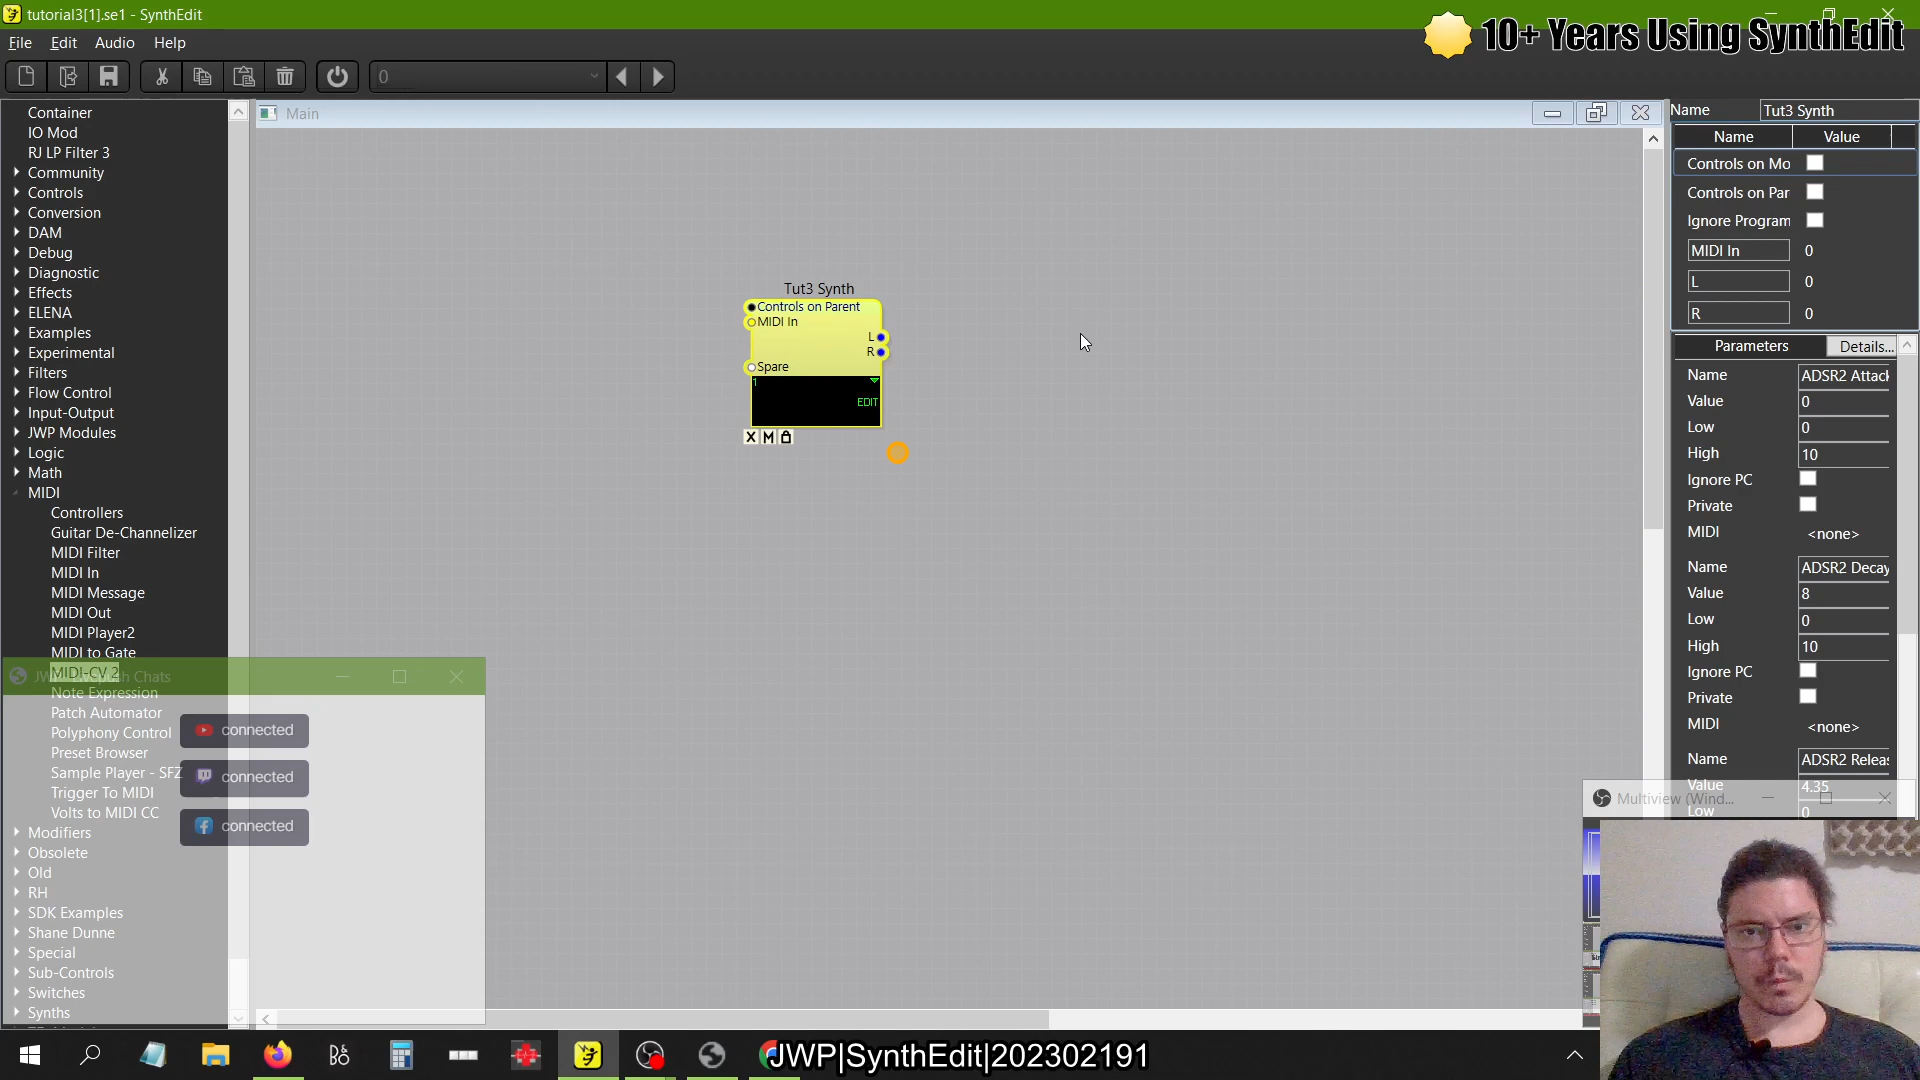 tutorial3[1].se1 - SynthEdit
10+ Years Using SynthEdit
File Edit Audio Help
0
Container
IO Mod
RJ LP Filter 3
Community
Controls
Conversion
DAM
Debug
Diagnostic
Effects
ELENA
Examples
Experimental
Filters
Flow Control
Input-Output
JWP Modules
Logic
Math
MIDI
Controllers
Guitar De-Channelizer
MIDI Filter
MIDI In
MIDI Message
MIDI Out
MIDI Player2
MIDI to Gate
MIDI-CV 2
Chats
Note Expression
Patch Automator
Polyphony Control
Preset Browser
Sample Player - SFZ
Trigger To MIDI
Volts to MIDI CC
connected
connected
connected
Modifiers
Obsolete
Old
RH
SDK Examples
Shane Dunne
Special
Sub-Controls
Switches
Synths
Main
Tut3 Synth
Controls on Parent
MIDI In
L
R
Spare
1
EDIT
X M
Name Tut3 Synth
Name Value
Controls on Mo
Controls on Par
Ignore Program
MIDI In 0
L 0
R 0
Parameters Details...
Name ADSR2 Attack
Value 0
Low 0
High 10
Ignore PC
Private
MIDI <none>
Name ADSR2 Decay
Value 8
Low 0
High 10
Ignore PC
Private
MIDI <none>
Name ADSR2 Releas
Value 4.35
Multiview (Wind...
Low 0
JWP|SynthEdit|202302191